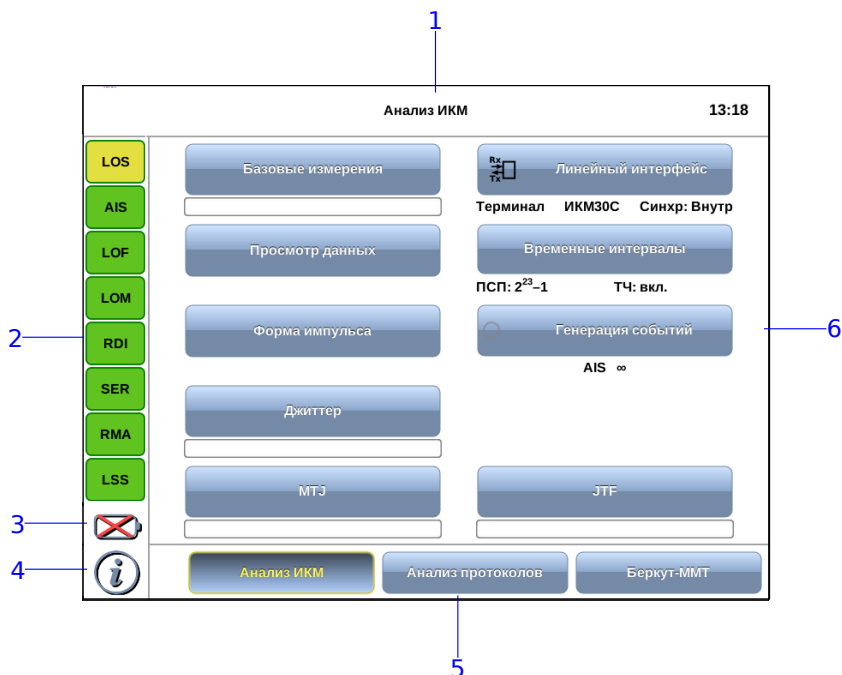 1
Анализ ИКМ 13:18
LOS
AIS
LOF
LOM
RDI
SER
RMA
LSS
2
3
4
Базовые измерения
Просмотр данных
Форма импульса
Джиттер
MTJ
Rx
Tx
Линейный интерфейс
Терминал ИКМ30С Синхр: Внутр
Временные интервалы
ПСП: 2²³–1 ТЧ: вкл.
Генерация событий
AIS ∞
JTF
6
Анализ ИКМ
Анализ протоколов
Беркут-ММТ
5